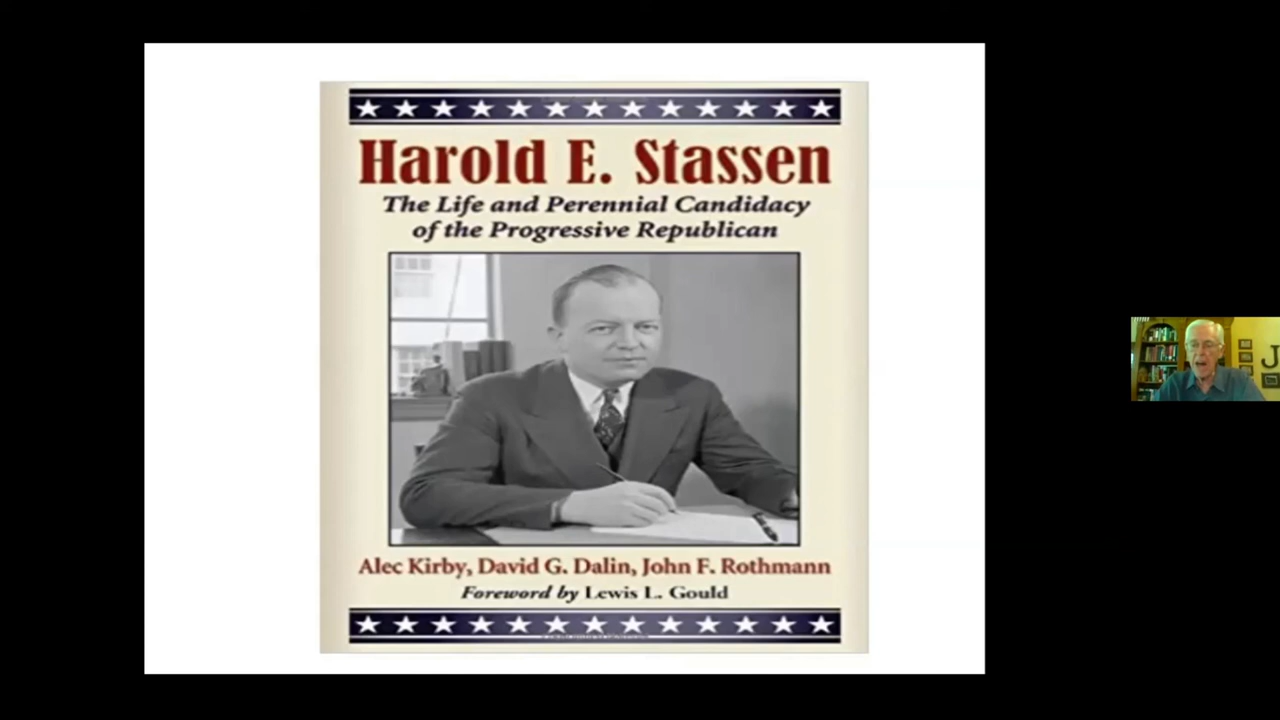 Harold E. Stassen
The Life and Perennial Candidacy
of the Progressive Republican
Alec Kirby, David G. Dalin, John F. Rothmann
Foreword by Lewis L. Gould
J